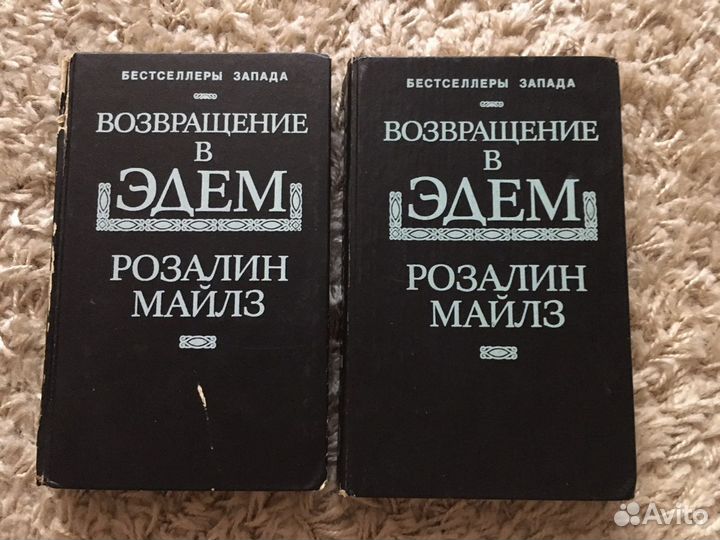 БЕСТСЕЛЛЕРЫ ЗАПАДА
ВОЗВРАЩЕНИЕ
В
ЭДЕМ
РОЗАЛИН
МАЙЛЗ
БЕСТСЕЛЛЕРЫ ЗАПАДА
ВОЗВРАЩЕНИЕ
В
ЭДЕМ
РОЗАЛИН
МАЙЛЗ
Avito